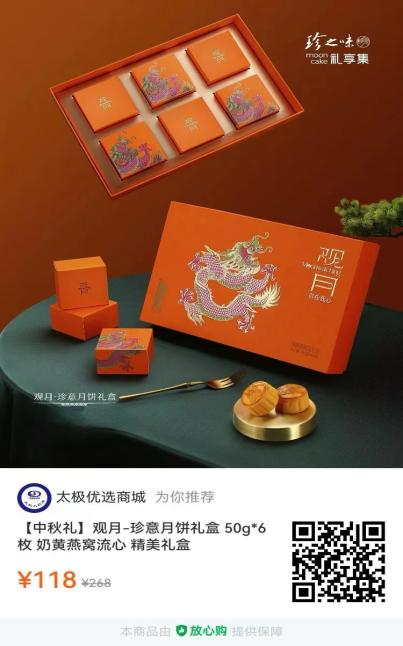 珍之味
moon
cake 礼享集
观
月
观月·珍意月饼礼盒
太极优选商城 为你推荐
【中秋礼】观月-珍意月饼礼盒 50g*6
枚 奶黄燕窝流心 精美礼盒
¥118 ¥268
本商品由 放心购 提供保障